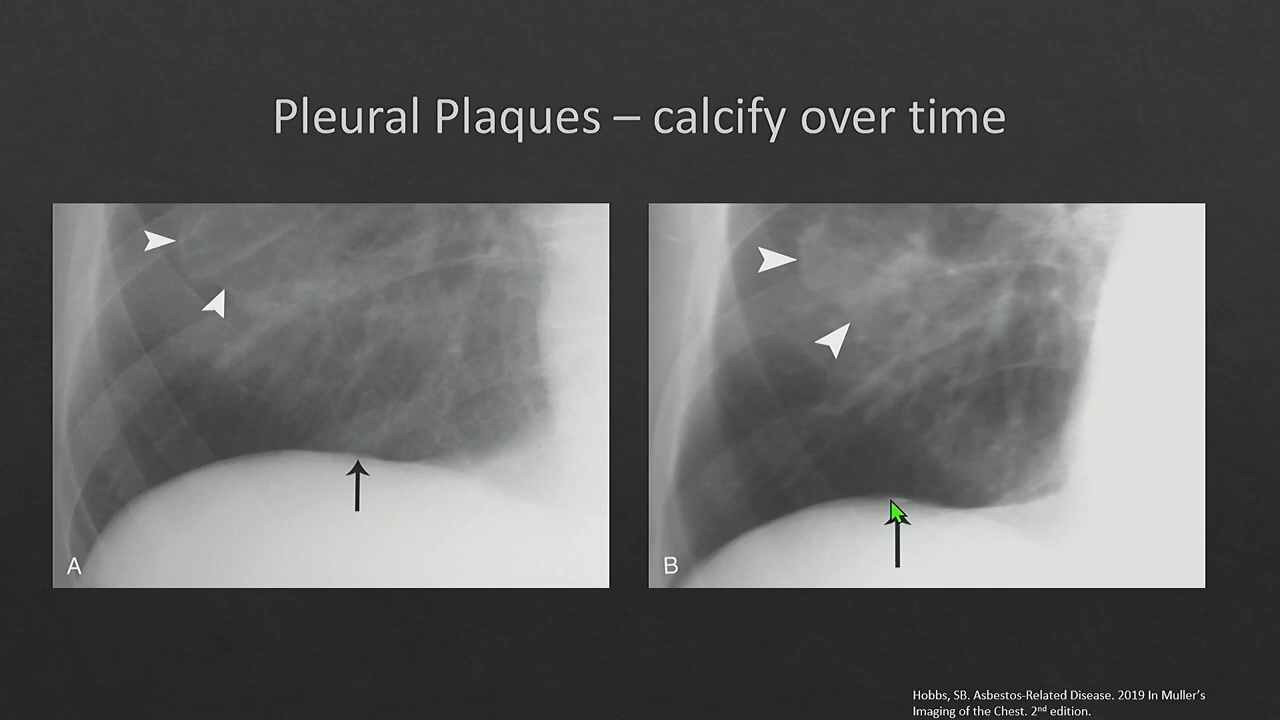 Pleural Plaques – calcify over time
A
B
Hobbs, SB. Asbestos-Related Disease. 2019 In Muller's
Imaging of the Chest. 2nd edition.